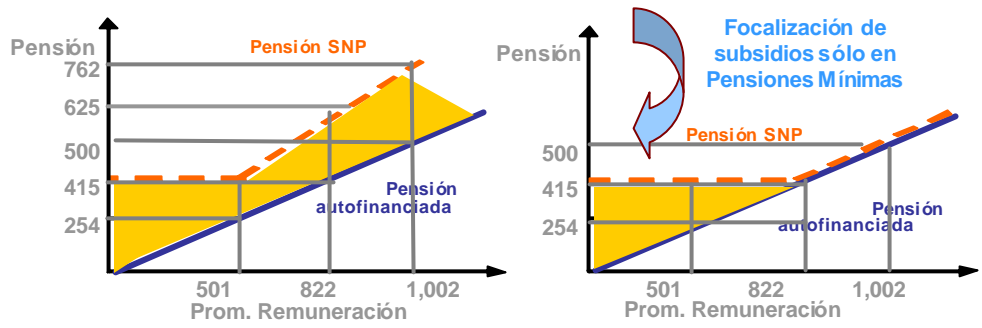 Pensión
Pensión SNP
762
625
500
415
254
Pensión
autofinanciada
501 822 1,002
Prom. Remuneración
Focalización de
subsidios sólo en
Pensiones Mínimas
Pensión
Pensión SNP
500
415
254
Pensión
autofinanciada
501 822 1,002
Prom. Remuneración